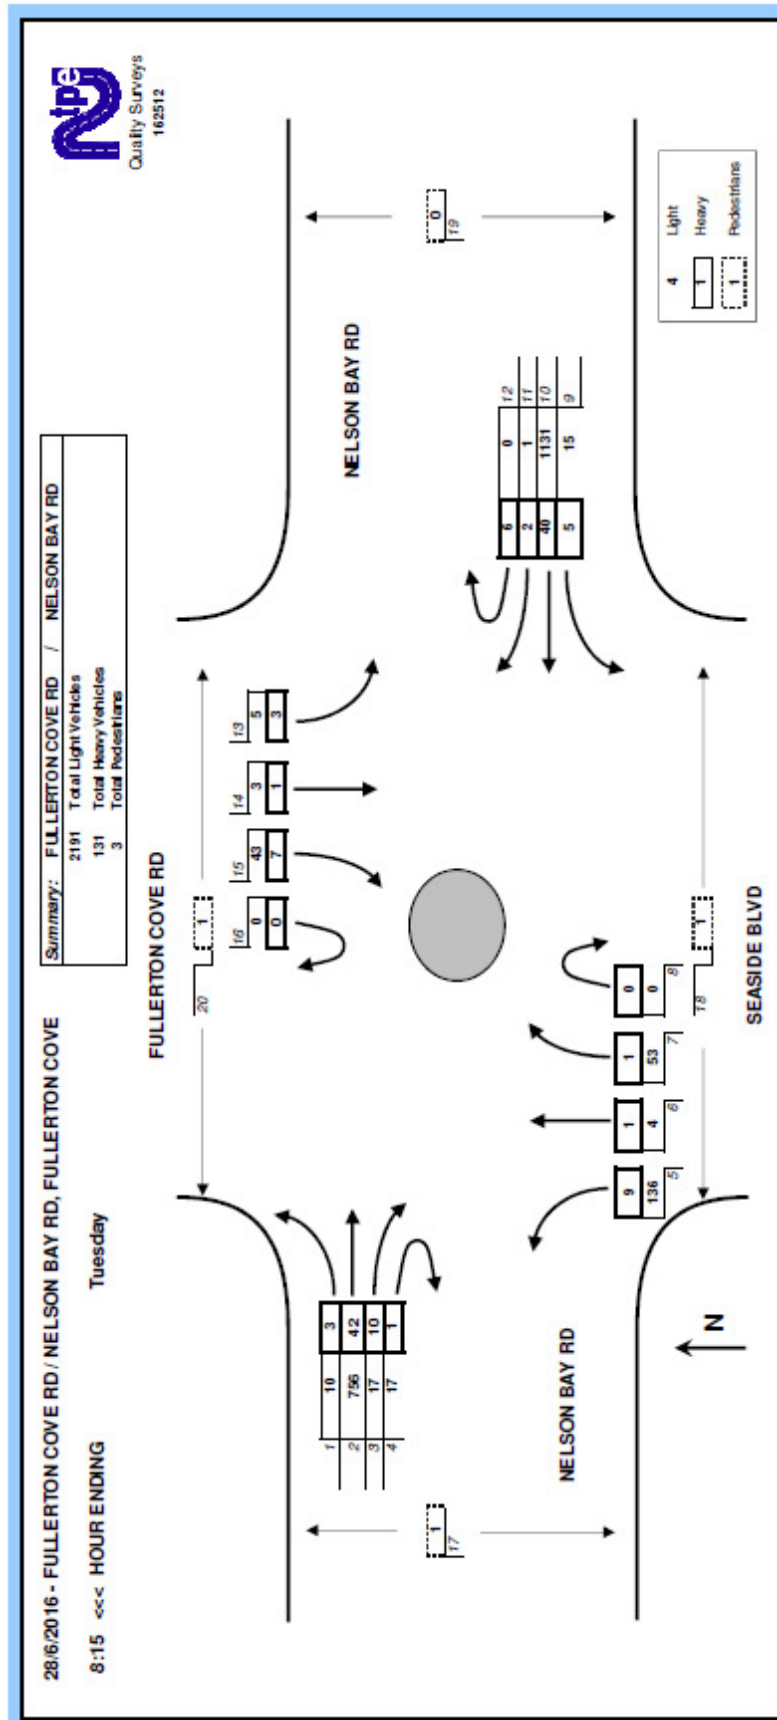 28/6/2016 - FULLERTON COVE RD / NELSON BAY RD, FULLERTON COVE
8:15 <<< HOUR ENDING Tuesday
Summary: FULLERTON COVE RD / NELSON BAY RD
2191 Total Light Vehicles
131 Total Heavy Vehicles
3 Total Pedestrians
tpe
Quality Surveys
162512
FULLERTON COVE RD
20 1
16 15 14 13
0 43 3 5
0 7 1 3
NELSON BAY RD
1 10 3
2 756 42
3 17 10
4 17 1
17 1
0 19
6 0 12
2 1 11
40 1131 10
5 15 9
NELSON BAY RD
9 1 1 0
136 4 53 0
5 6 7 8
18 1
SEASIDE BLVD
N
4 Light
1 Heavy
1 Pedestrians